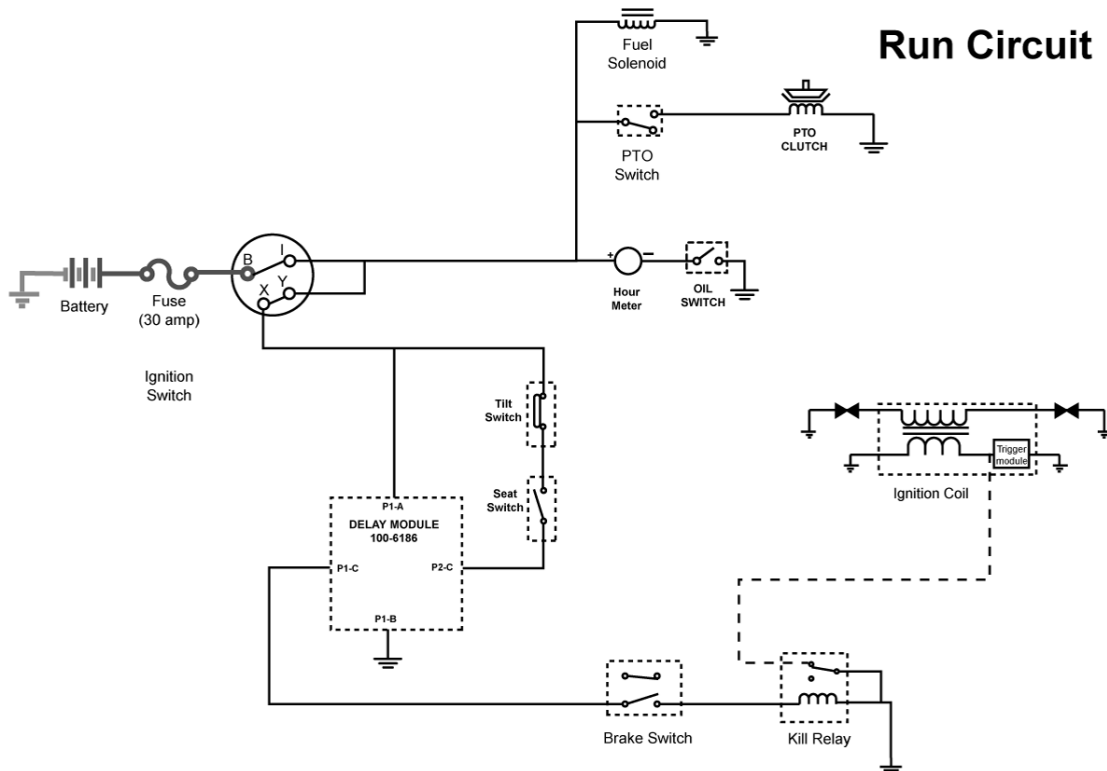 Run Circuit
Fuel
Solenoid
PTO
Switch
PTO
CLUTCH
B
I
X
Y
Battery
Fuse
(30 amp)
Ignition
Switch
+
−
Hour
Meter
OIL
SWITCH
Tilt
Switch
Seat
Switch
Trigger
module
Ignition Coil
P1-A
DELAY MODULE
100-6186
P1-C
P2-C
P1-B
Brake Switch
Kill Relay